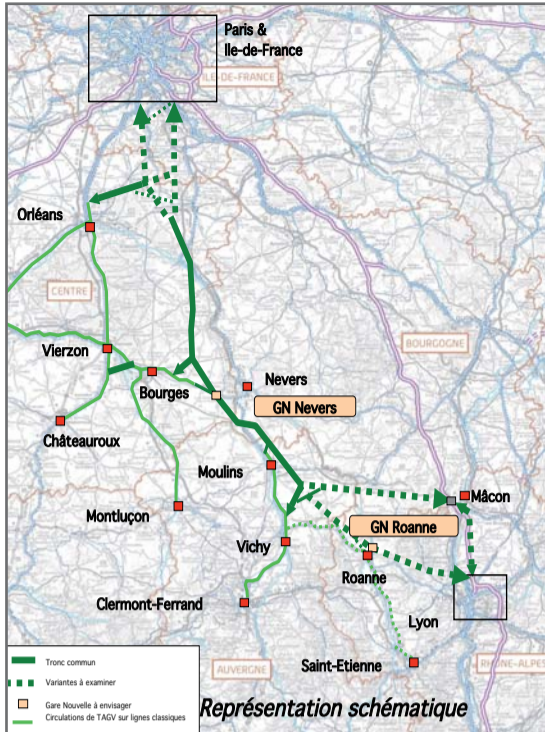 Paris &
Ile-de-France
ILE-DE-FRANCE
Orléans
CENTRE
BOURGOGNE
Vierzon
Bourges
Nevers
GN Nevers
Châteauroux
Moulins
Mâcon
Montluçon
GN Roanne
Vichy
Roanne
Clermont-Ferrand
Lyon
Saint-Etienne
AUVERGNE
RHONE-ALPES
Tronc commun
Variantes à examiner
Gare Nouvelle à envisager
Circulations de TAGV sur lignes classiques
Représentation schématique